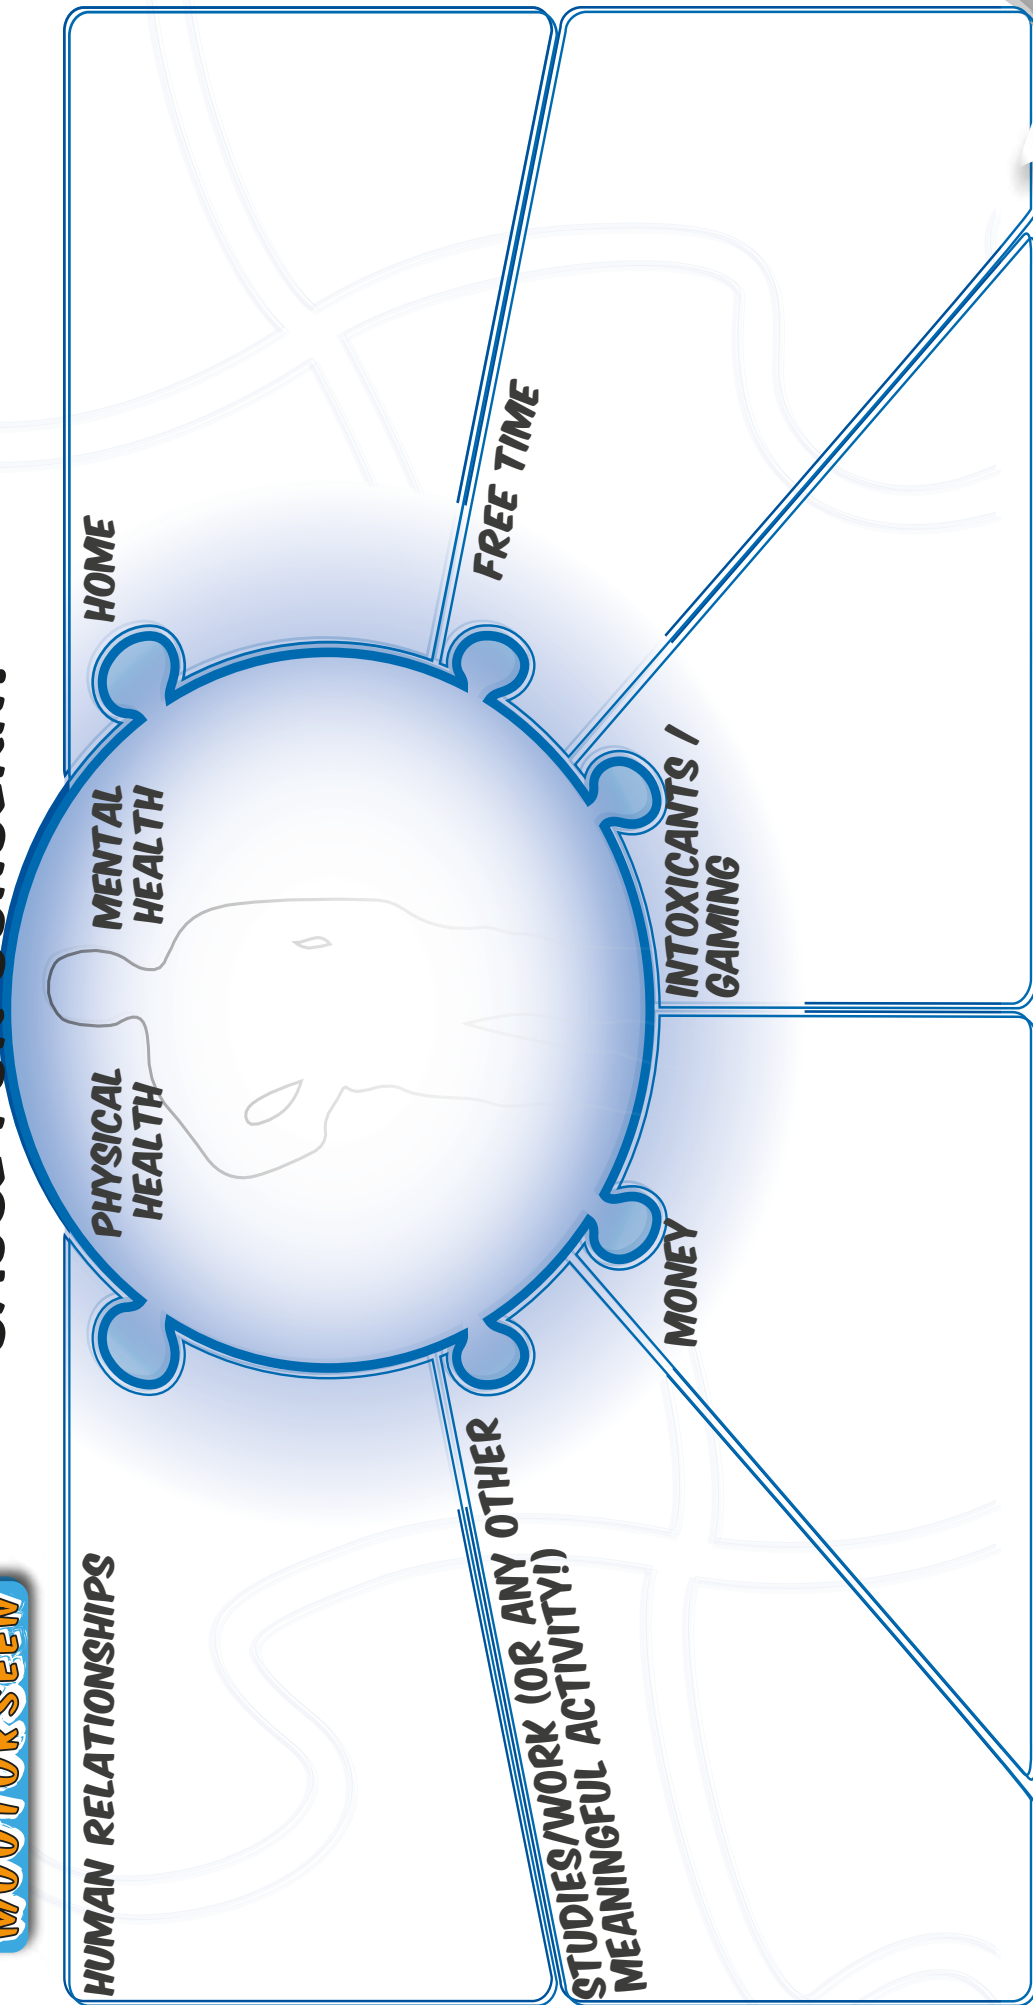 HUMAN RELATIONSHIPS
PHYSICAL
HEALTH
MENTAL
HEALTH
HOME
STUDIES/WORK (OR ANY OTHER
MEANINGFUL ACTIVITY!)
FREE TIME
MONEY
INTOXICANTS /
GAMING